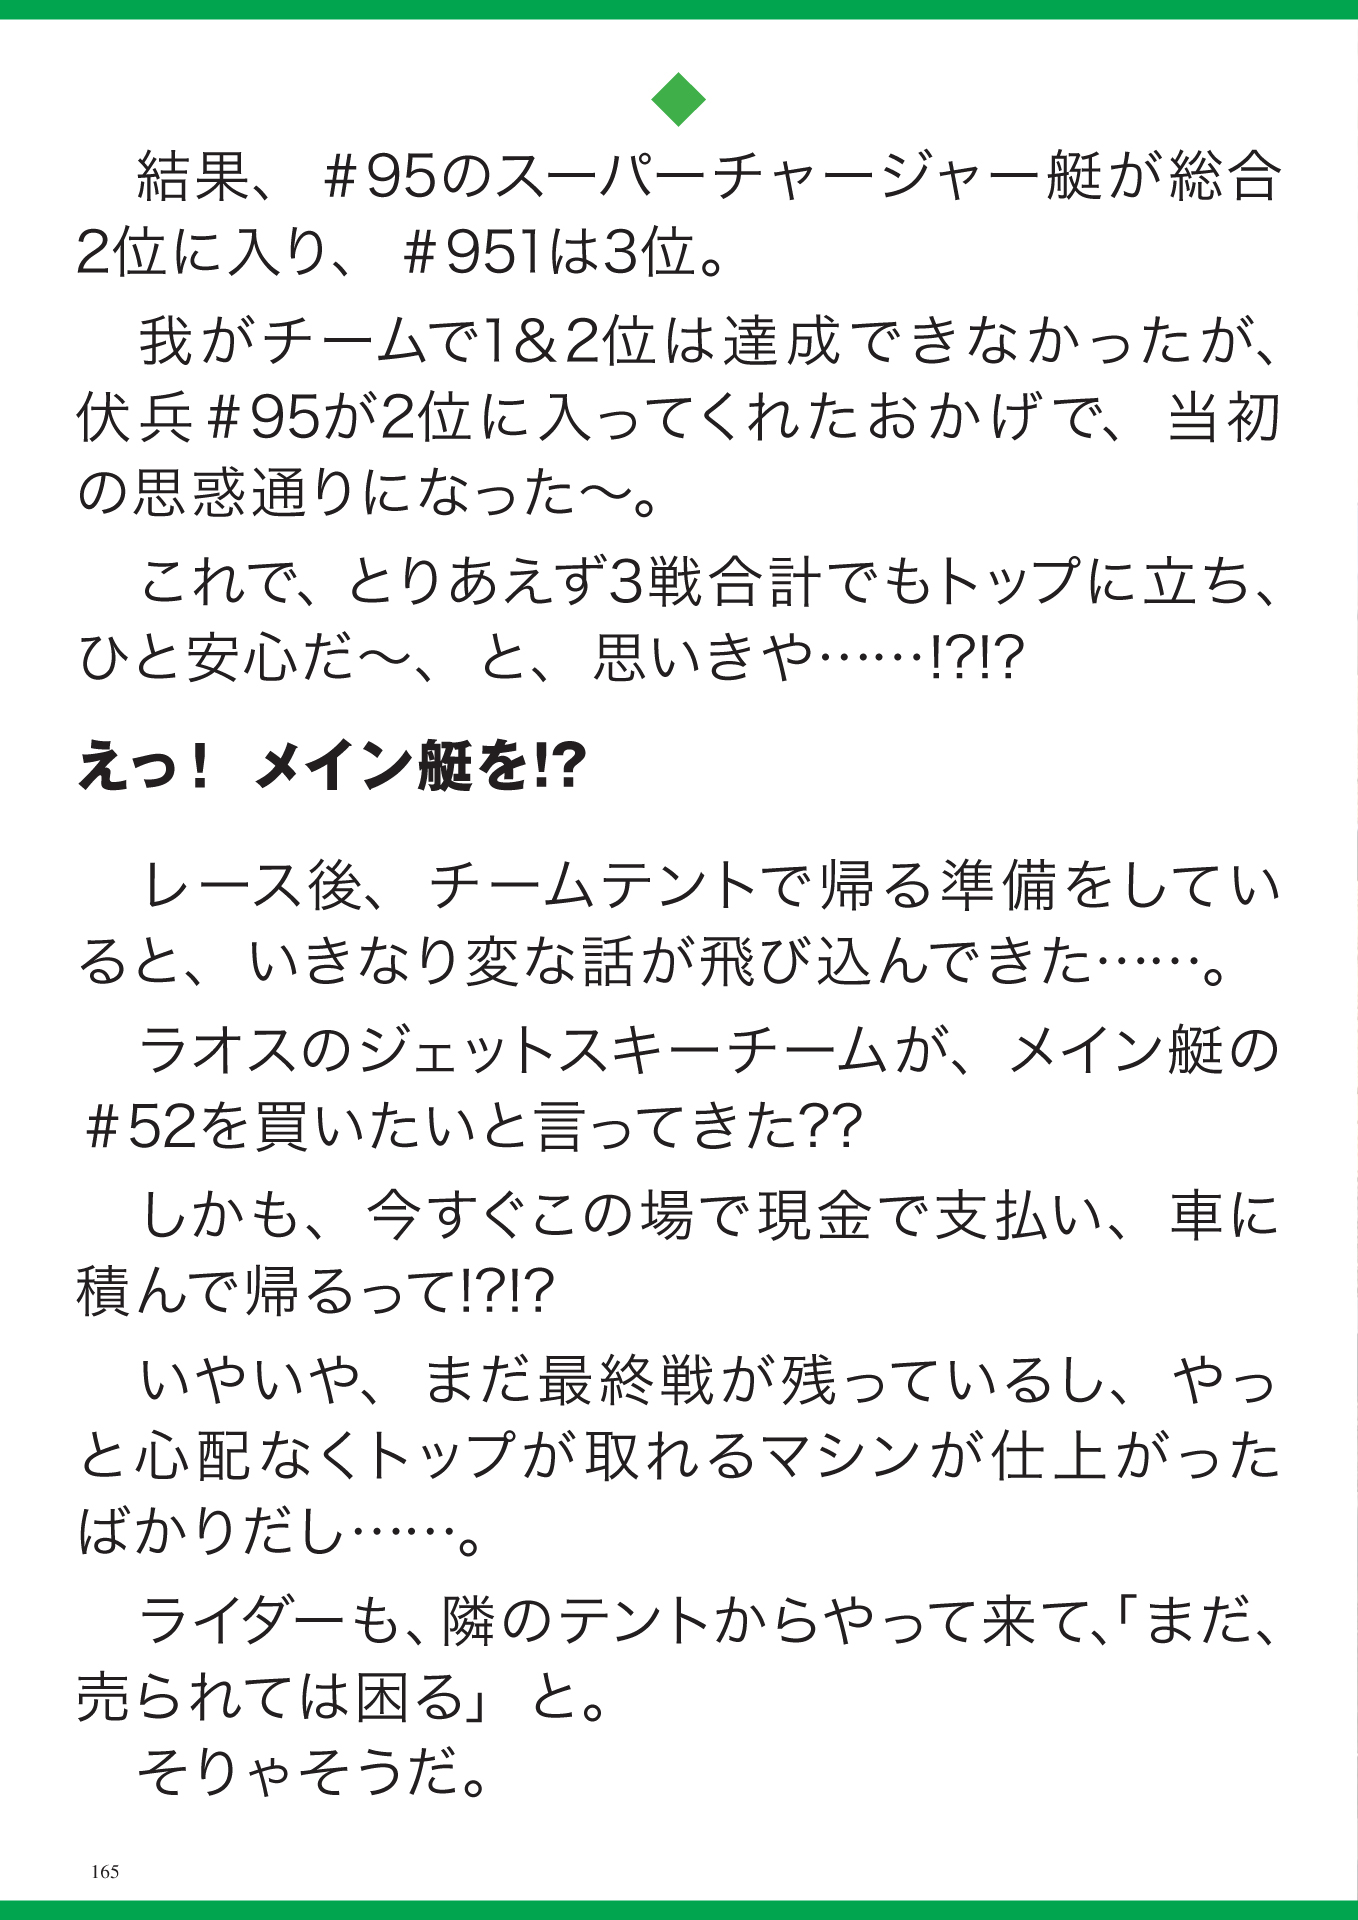 結果、＃95のスーパーチャージャー艇が総合
2位に入り、＃951は3位。
　我がチームで1&2位は達成できなかったが、
伏兵＃95が2位に入ってくれたおかげで、当初
の思惑通りになった〜。
　これで、とりあえず3戦合計でもトップに立ち、
ひと安心だ〜、と、思いきや……!?!?
えっ！　メイン艇を!?
　レース後、チームテントで帰る準備をしてい
ると、いきなり変な話が飛び込んできた……。
　ラオスのジェットスキーチームが、メイン艇の
＃52を買いたいと言ってきた??
　しかも、今すぐこの場で現金で支払い、車に
積んで帰るって!?!?
　いやいや、まだ最終戦が残っているし、やっ
と心配なくトップが取れるマシンが仕上がった
ばかりだし……。
　ライダーも、隣のテントからやって来て、「まだ、
売られては困る」と。
　そりゃそうだ。
165